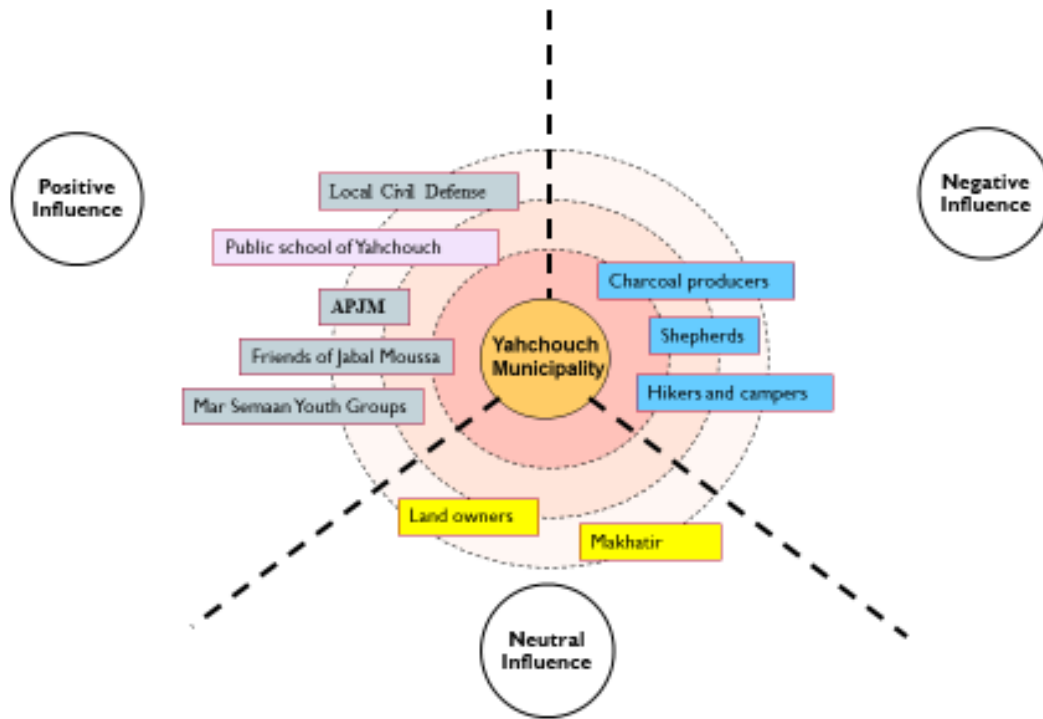 Positive
Influence
Negative
Influence
Local Civil Defense
Public school of Yahchouch
APJM
Friends of Jabal Moussa
Mar Semaan Youth Groups
Yahchouch
Municipality
Charcoal producers
Shepherds
Hikers and campers
Land owners
Makhatir
Neutral
Influence